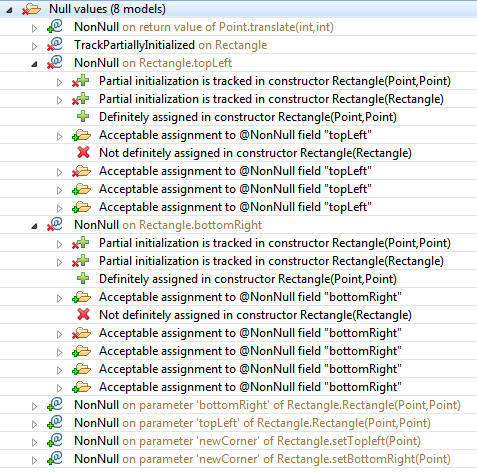 Null values (8 models)
NonNull on return value of Point.translate(int,int)
TrackPartiallyInitialized on Rectangle
NonNull on Rectangle.topLeft
Partial initialization is tracked in constructor Rectangle(Point,Point)
Partial initialization is tracked in constructor Rectangle(Rectangle)
Definitely assigned in constructor Rectangle(Point,Point)
Acceptable assignment to @NonNull field "topLeft"
Not definitely assigned in constructor Rectangle(Rectangle)
Acceptable assignment to @NonNull field "topLeft"
Acceptable assignment to @NonNull field "topLeft"
Acceptable assignment to @NonNull field "topLeft"
NonNull on Rectangle.bottomRight
Partial initialization is tracked in constructor Rectangle(Point,Point)
Partial initialization is tracked in constructor Rectangle(Rectangle)
Definitely assigned in constructor Rectangle(Point,Point)
Acceptable assignment to @NonNull field "bottomRight"
Not definitely assigned in constructor Rectangle(Rectangle)
Acceptable assignment to @NonNull field "bottomRight"
Acceptable assignment to @NonNull field "bottomRight"
Acceptable assignment to @NonNull field "bottomRight"
Acceptable assignment to @NonNull field "bottomRight"
NonNull on parameter 'bottomRight' of Rectangle.Rectangle(Point,Point)
NonNull on parameter 'topLeft' of Rectangle.Rectangle(Point,Point)
NonNull on parameter 'newCorner' of Rectangle.setTopleft(Point)
NonNull on parameter 'newCorner' of Rectangle.setBottomRight(Point)